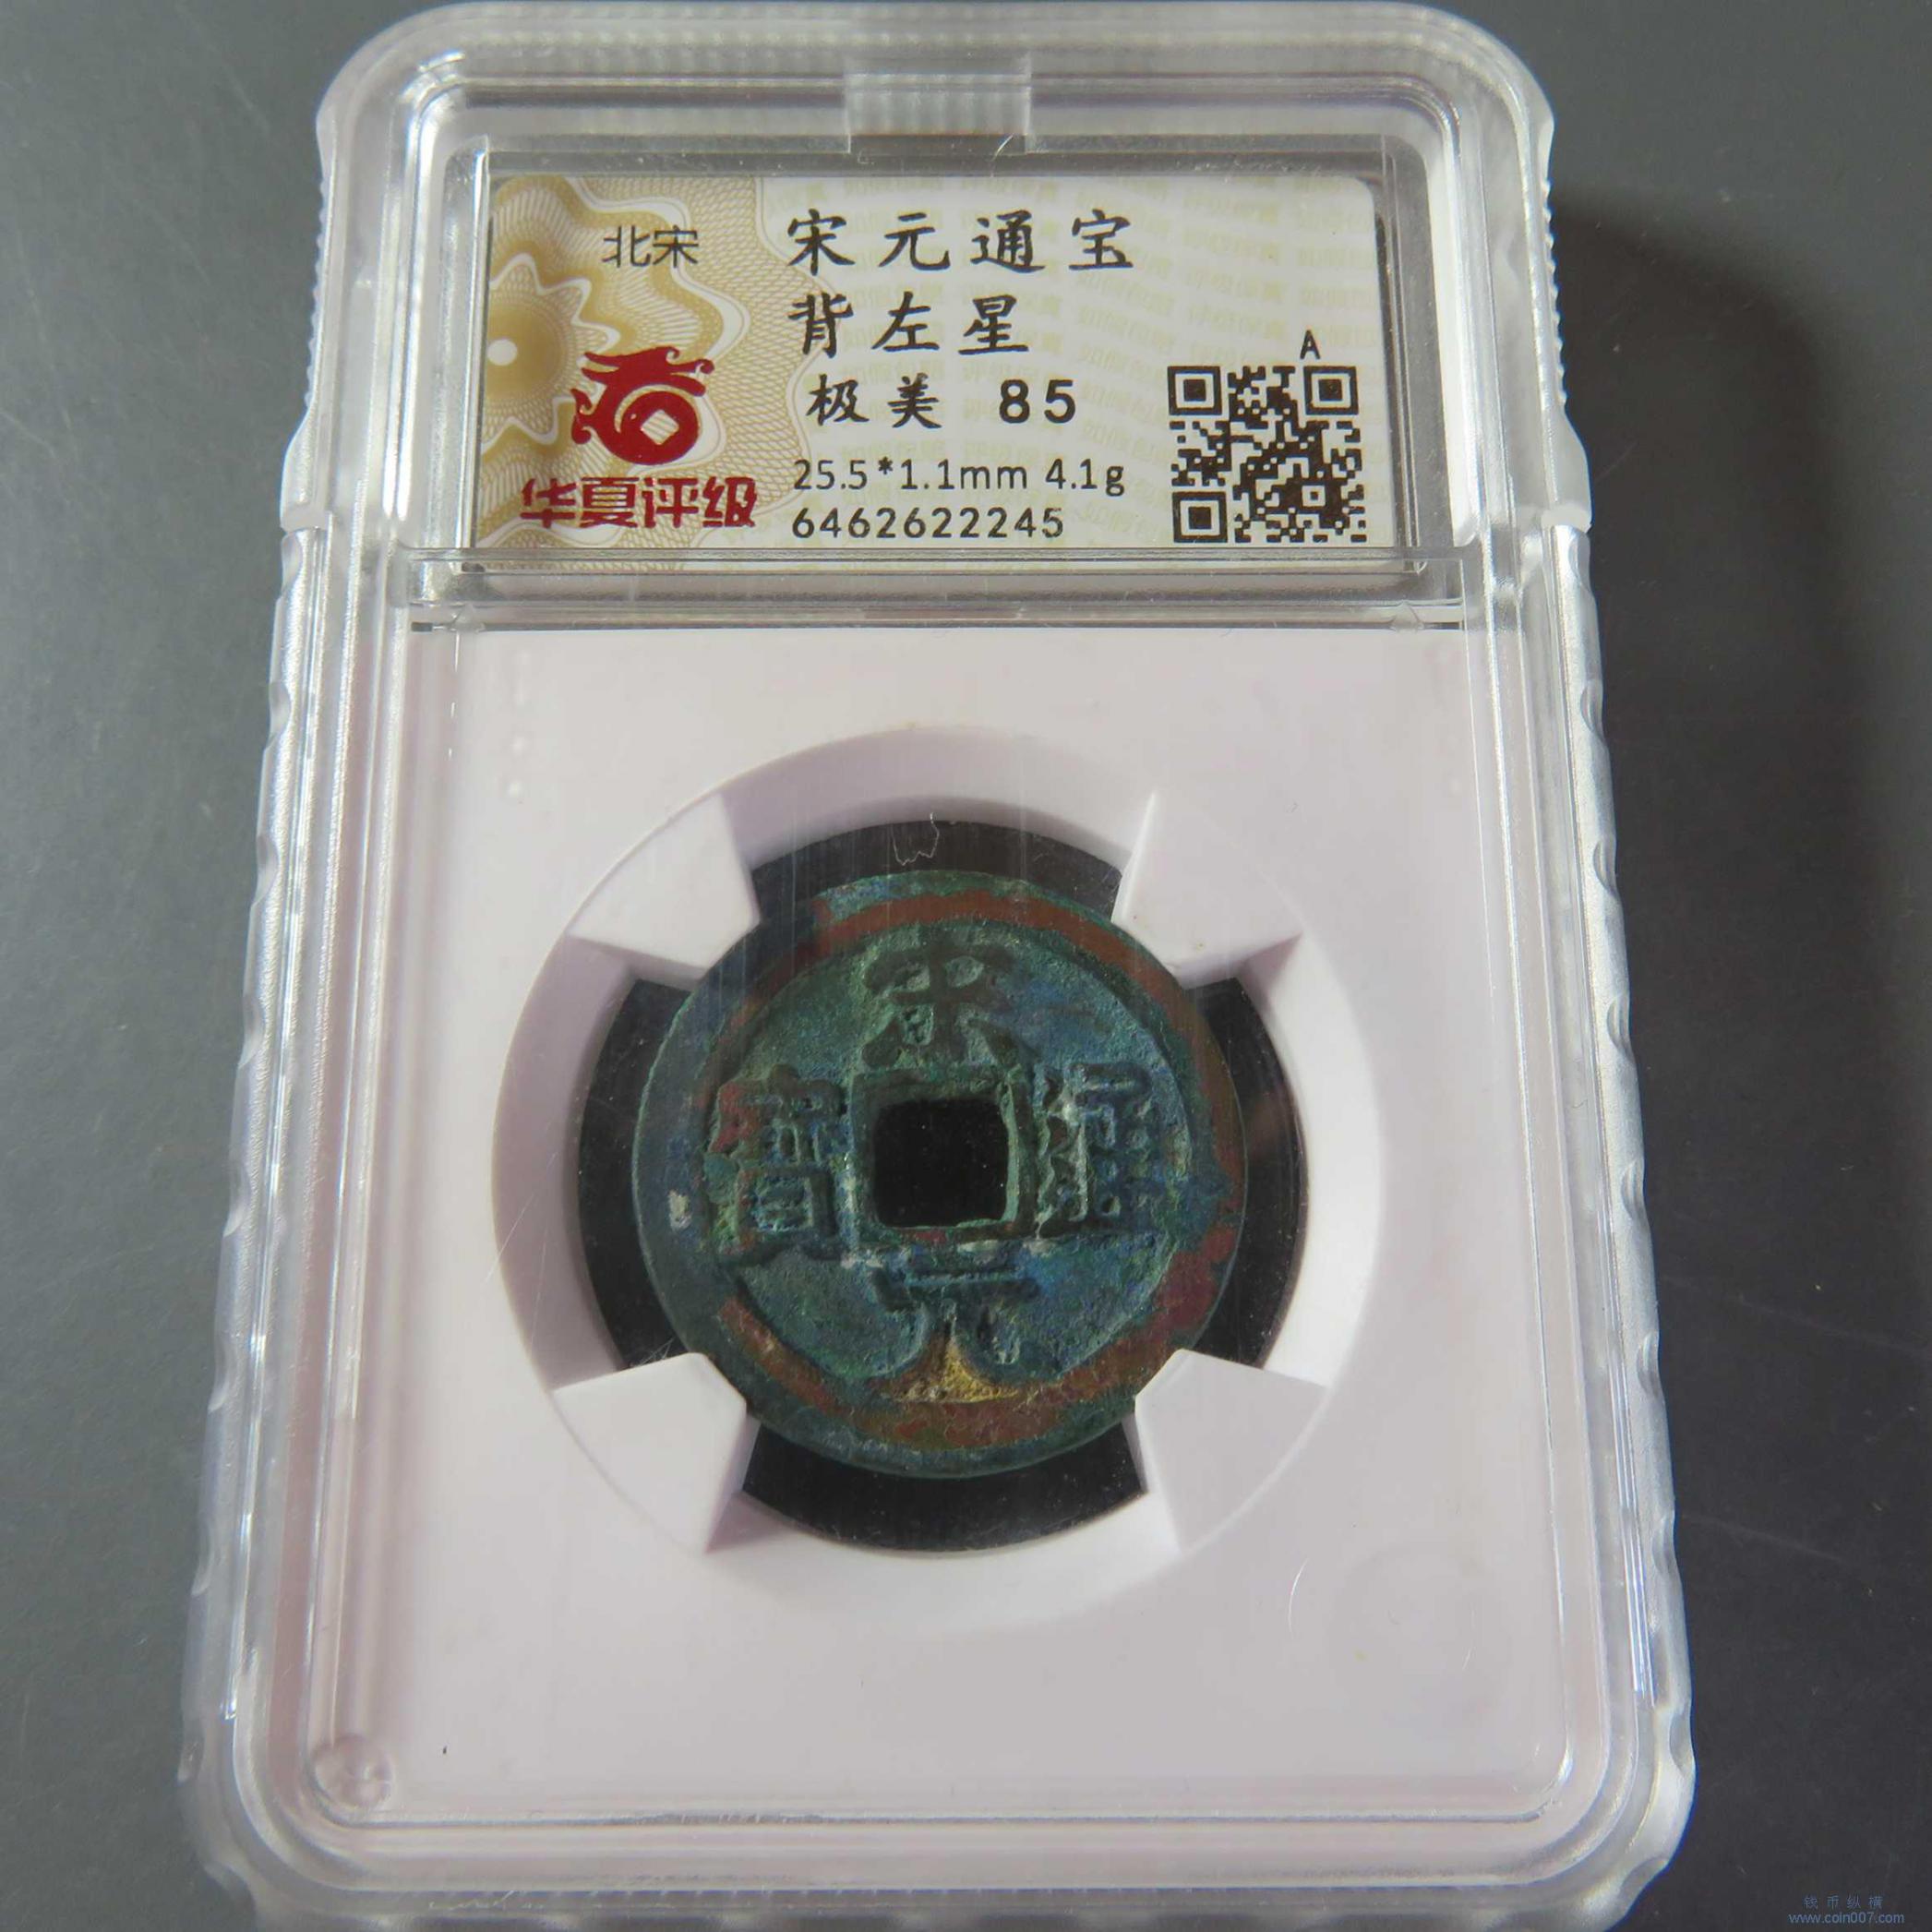 北宋
宋元通宝
背左星
极美 85
A
25.5*1.1mm 4.1g
6462622245
华夏评级
宋
通
寶
元
钱币纵横
www.coin007.com